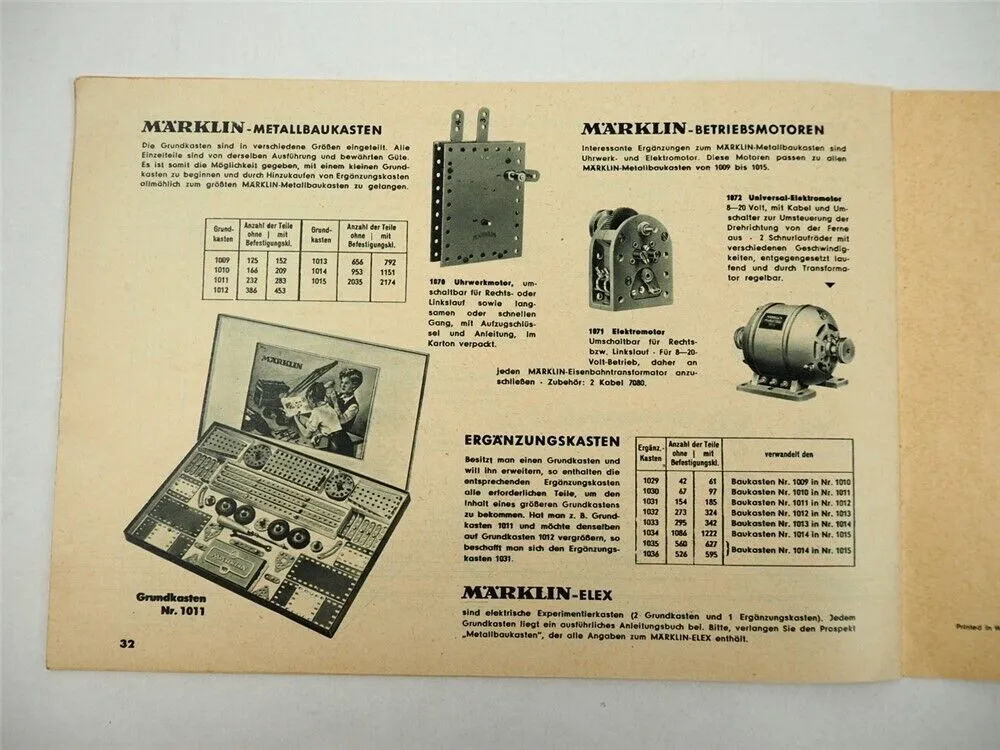 MÄRKLIN-METALLBAUKASTEN
Die Grundkasten sind in verschiedene Größen eingeteilt. Alle
Einzelteile sind von derselben Ausführung und bewährten Güte.
Es ist somit die Möglichkeit gegeben, mit einem kleinen Grund-
kasten zu beginnen und durch Hinzukaufen von Ergänzungskasten
allmählich zum größten MÄRKLIN-Metallbaukasten zu gelangen.
Grund-
kasten
Anzahl der Teile
ohne | mit
Befestigungskl.
Grund-
kasten
Anzahl der Teile
ohne | mit
Befestigungskl.
1009 125 152 1013 656 792
1010 166 209 1014 953 1151
1011 232 283 1015 2035 2174
1012 386 453
MÄRKLIN
1070 Uhrwerkmotor, um-
schaltbar für Rechts- oder
Linkslauf sowie lang-
samen oder schnellen
Gang, mit Aufzugschlüs-
sel und Anleitung, im
Karton verpackt.
MÄRKLIN
Grundkasten
Nr. 1011
32
MÄRKLIN-BETRIEBSMOTOREN
Interessante Ergänzungen zum MÄRKLIN-Metallbaukasten sind
Uhrwerk- und Elektromotor. Diese Motoren passen zu allen
MÄRKLIN-Metallbaukasten von 1009 bis 1015.
1072 Universal-Elektromotor
8—20 Volt, mit Kabel und Um-
schalter zur Umsteuerung der
Drehrichtung von der Ferne
aus · 2 Schnurlaufräder mit
verschiedenen Geschwindig-
keiten, entgegengesetzt lau-
fend und durch Transforma-
tor regelbar.
1071 Elektromotor
Umschaltbar für Rechts-
bzw. Linkslauf · Für 8—20-
Volt-Betrieb, daher an
jeden MÄRKLIN-Eisenbahntransformator anzu-
schließen · Zubehör: 2 Kabel 7080.
MÄRKLIN
ERGÄNZUNGSKASTEN
Besitzt man einen Grundkasten und
will ihn erweitern, so enthalten die
entsprechenden Ergänzungskasten
alle erforderlichen Teile, um den
Inhalt eines größeren Grundkastens
zu bekommen. Hat man z. B. Grund-
kasten 1011 und möchte denselben
auf Grundkasten 1012 vergrößern, so
beschafft man sich den Ergänzungs-
kasten 1031.
Ergänz.-
Kasten
Anzahl der Teile
ohne | mit
Befestigungskl.
verwandelt den
1029 42 61 Baukasten Nr. 1009 in Nr. 1010
1030 67 97 Baukasten Nr. 1010 in Nr. 1011
1031 154 185 Baukasten Nr. 1011 in Nr. 1012
1032 273 324 Baukasten Nr. 1012 in Nr. 1013
1033 295 342 Baukasten Nr. 1013 in Nr. 1014
1034 1086 1222 Baukasten Nr. 1014 in Nr. 1015
1035 560 627
1036 526 595 } Baukasten Nr. 1014 in Nr. 1015
MÄRKLIN-ELEX
sind elektrische Experimentierkasten (2 Grundkasten und 1 Ergänzungskasten). Jedem
Grundkasten liegt ein ausführliches Anleitungsbuch bei. Bitte, verlangen Sie den Prospekt
„Metallbaukasten", der alle Angaben zum MÄRKLIN-ELEX enthält.
Printed in